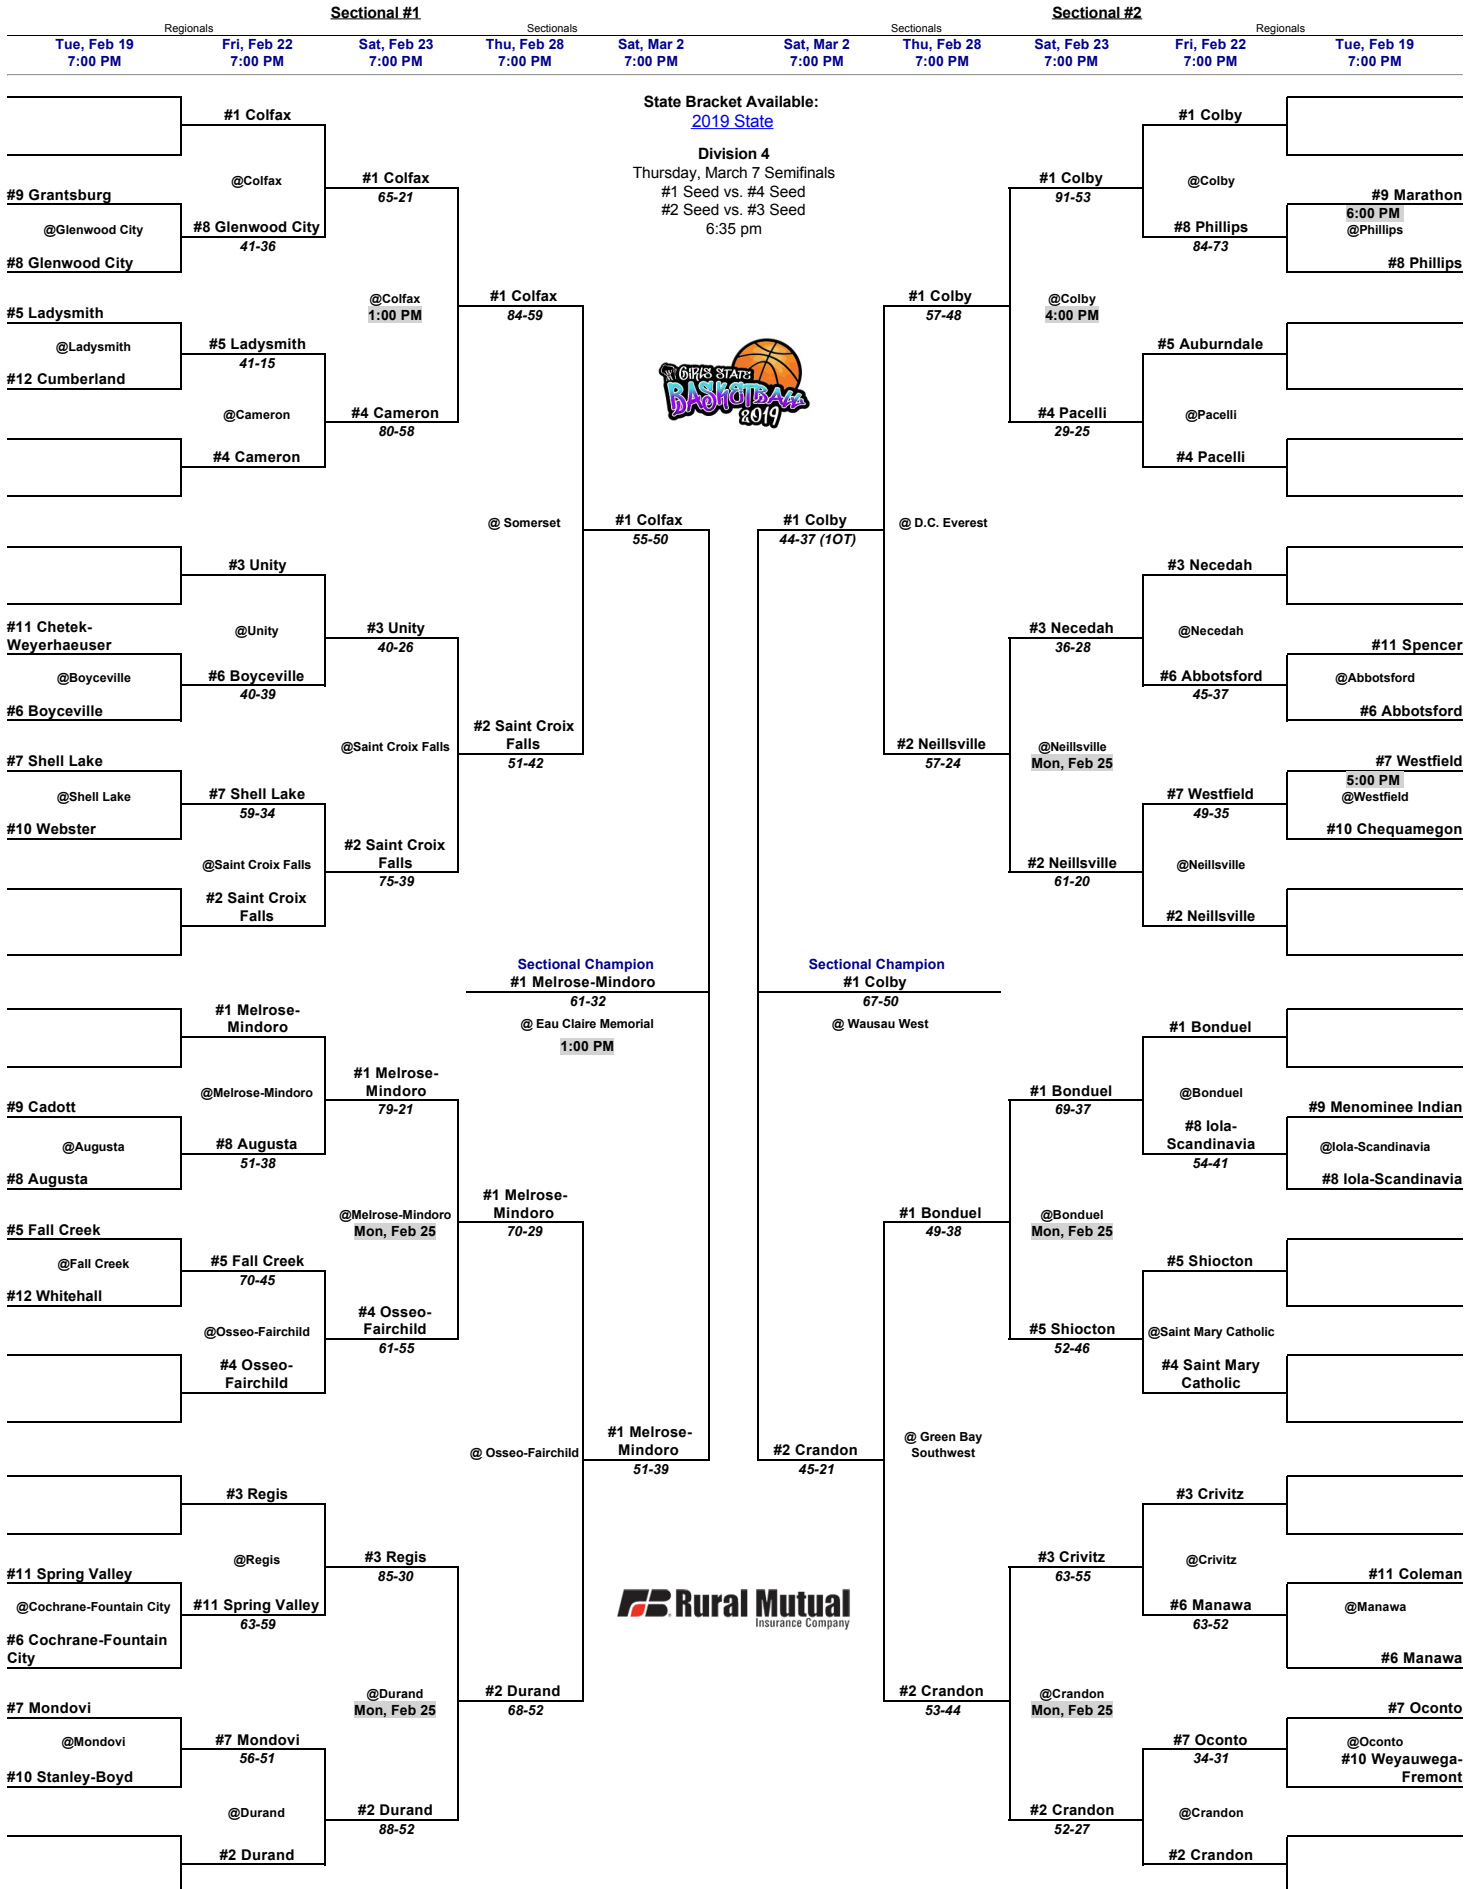 Sectional #1
Sectional #2
Regionals
Sectionals
Sectionals
Regionals
Tue, Feb 19
7:00 PM
Fri, Feb 22
7:00 PM
Sat, Feb 23
7:00 PM
Thu, Feb 28
7:00 PM
Sat, Mar 2
7:00 PM
Sat, Mar 2
7:00 PM
Thu, Feb 28
7:00 PM
Sat, Feb 23
7:00 PM
Fri, Feb 22
7:00 PM
Tue, Feb 19
7:00 PM
State Bracket Available:
2019 State
Division 4
Thursday, March 7 Semifinals
#1 Seed vs. #4 Seed
#2 Seed vs. #3 Seed
6:35 pm
GIRLS STATE
BASKETBALL
2019
#9 Grantsburg
@Glenwood City
#8 Glenwood City
#5 Ladysmith
@Ladysmith
#12 Cumberland
#11 Chetek-
Weyerhaeuser
@Boyceville
#6 Boyceville
#7 Shell Lake
@Shell Lake
#10 Webster
#9 Cadott
@Augusta
#8 Augusta
#5 Fall Creek
@Fall Creek
#12 Whitehall
#11 Spring Valley
@Cochrane-Fountain City
#6 Cochrane-Fountain
City
#7 Mondovi
@Mondovi
#10 Stanley-Boyd
#1 Colfax
@Colfax
#8 Glenwood City
41-36
#5 Ladysmith
41-15
@Cameron
#4 Cameron
#3 Unity
@Unity
#6 Boyceville
40-39
#7 Shell Lake
59-34
@Saint Croix Falls
#2 Saint Croix
Falls
#1 Melrose-
Mindoro
@Melrose-Mindoro
#8 Augusta
51-38
#5 Fall Creek
70-45
@Osseo-Fairchild
#4 Osseo-
Fairchild
#3 Regis
@Regis
#11 Spring Valley
63-59
#7 Mondovi
56-51
@Durand
#2 Durand
#1 Colfax
65-21
@Colfax
1:00 PM
#4 Cameron
80-58
#3 Unity
40-26
@Saint Croix Falls
#2 Saint Croix
Falls
75-39
#1 Melrose-
Mindoro
79-21
@Melrose-Mindoro
Mon, Feb 25
#4 Osseo-
Fairchild
61-55
#3 Regis
85-30
@Durand
Mon, Feb 25
#2 Durand
88-52
#1 Colfax
84-59
@ Somerset
#2 Saint Croix
Falls
51-42
#1 Melrose-
Mindoro
70-29
@ Osseo-Fairchild
#2 Durand
68-52
#1 Colfax
55-50
Sectional Champion
#1 Melrose-Mindoro
61-32
@ Eau Claire Memorial
1:00 PM
#1 Melrose-
Mindoro
51-39
Rural Mutual
Insurance Company
#1 Colby
44-37 (1OT)
Sectional Champion
#1 Colby
67-50
@ Wausau West
#2 Crandon
45-21
#1 Colby
57-48
@ D.C. Everest
#2 Neillsville
57-24
#1 Bonduel
49-38
@ Green Bay
Southwest
#2 Crandon
53-44
#1 Colby
91-53
@Colby
4:00 PM
#4 Pacelli
29-25
#3 Necedah
36-28
@Neillsville
Mon, Feb 25
#2 Neillsville
61-20
#1 Bonduel
69-37
@Bonduel
Mon, Feb 25
#5 Shiocton
52-46
#3 Crivitz
63-55
@Crandon
Mon, Feb 25
#2 Crandon
52-27
#1 Colby
@Colby
#8 Phillips
84-73
#5 Auburndale
@Pacelli
#4 Pacelli
#3 Necedah
@Necedah
#6 Abbotsford
45-37
#7 Westfield
49-35
@Neillsville
#2 Neillsville
#1 Bonduel
@Bonduel
#8 Iola-
Scandinavia
54-41
#5 Shiocton
@Saint Mary Catholic
#4 Saint Mary
Catholic
#3 Crivitz
@Crivitz
#6 Manawa
63-52
#7 Oconto
34-31
@Crandon
#2 Crandon
#9 Marathon
6:00 PM
@Phillips
#8 Phillips
#11 Spencer
@Abbotsford
#6 Abbotsford
#7 Westfield
5:00 PM
@Westfield
#10 Chequamegon
#9 Menominee Indian
@Iola-Scandinavia
#8 Iola-Scandinavia
#11 Coleman
@Manawa
#6 Manawa
#7 Oconto
@Oconto
#10 Weyauwega-
Fremont